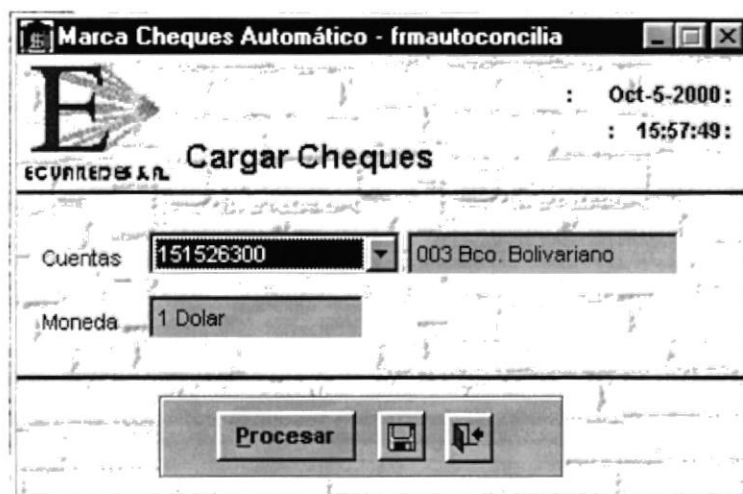 Marca Cheques Automático - frmautoconcilia
: Oct-5-2000:
: 15:57:49:
ECUAREDES S.A. Cargar Cheques
Cuentas 151526300 003 Bco. Bolivariano
Moneda 1 Dolar
Procesar